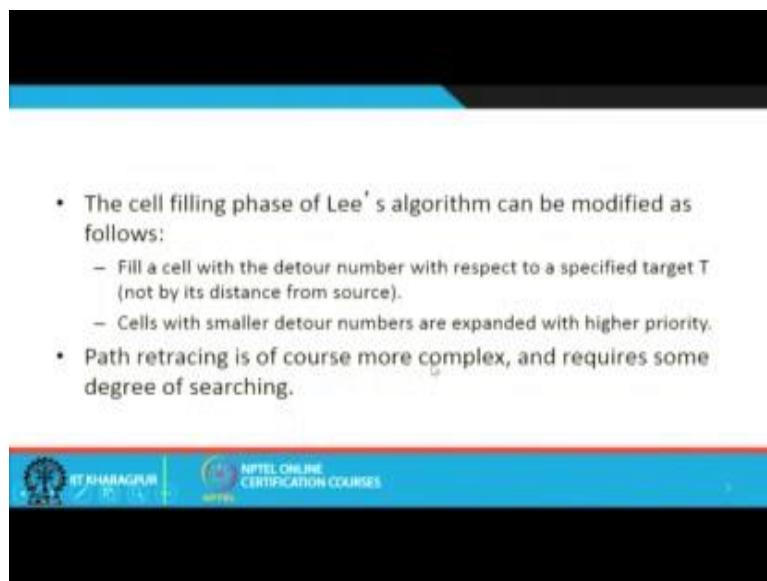 • The cell filling phase of Lee's algorithm can be modified as
follows:
– Fill a cell with the detour number with respect to a specified target T
(not by its distance from source).
– Cells with smaller detour numbers are expanded with higher priority.
• Path retracing is of course more complex, and requires some
degree of searching.
IIT KHARAGPUR
NPTEL ONLINE
CERTIFICATION COURSES
NPTEL